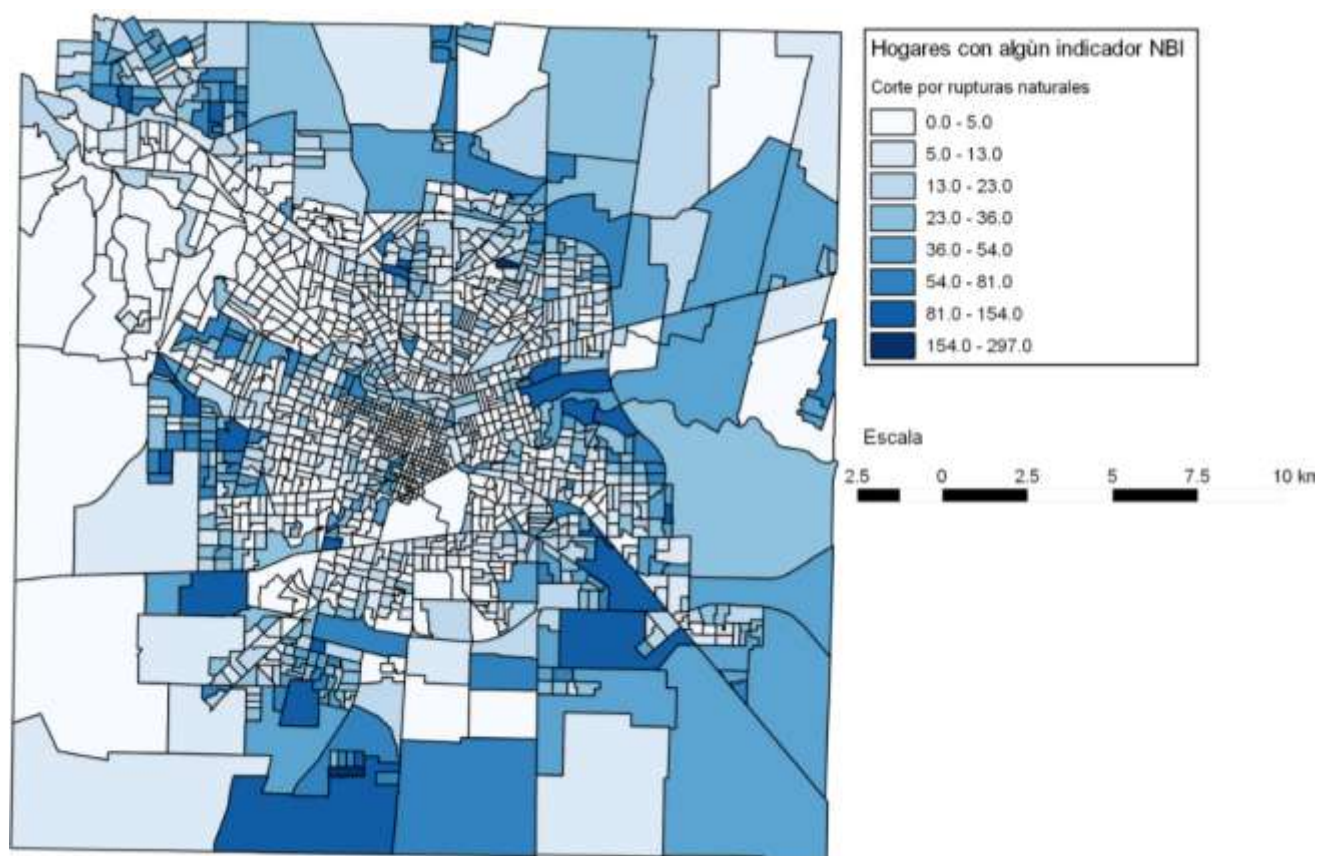 Hogares con algùn indicador NBI
Corte por rupturas naturales
0.0 - 5.0
5.0 - 13.0
13.0 - 23.0
23.0 - 36.0
36.0 - 54.0
54.0 - 81.0
81.0 - 154.0
154.0 - 297.0
Escala
2.5 0 2.5 5 7.5 10 kn